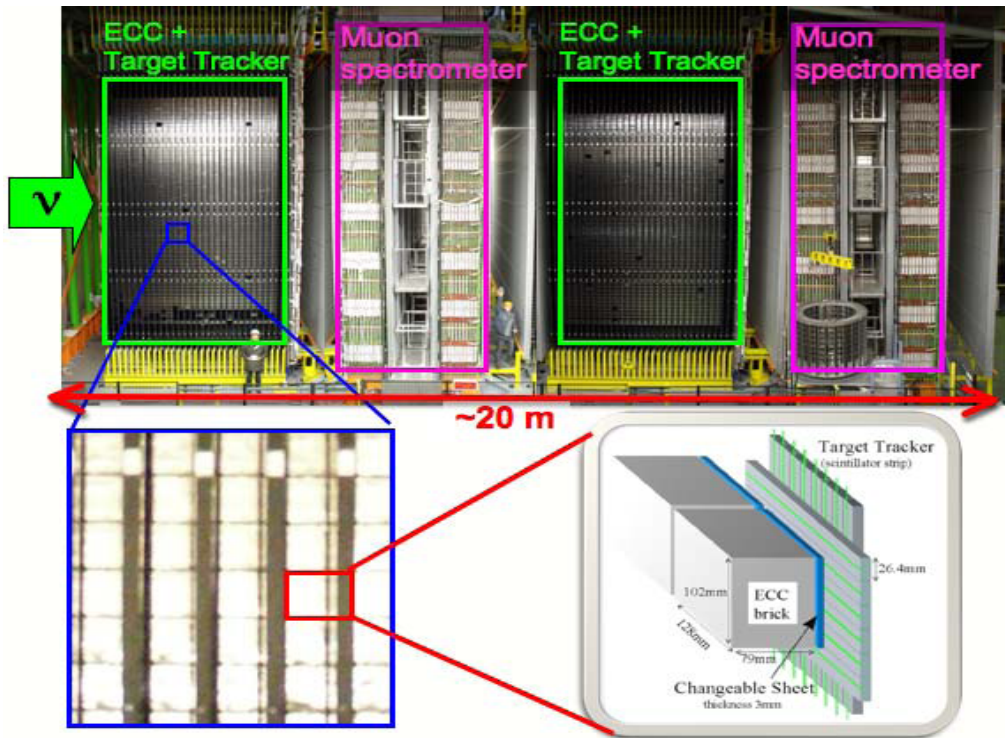 ECC +
Target Tracker
Muon
spectrometer
ECC +
Target Tracker
Muon
spectrometer
ν
~20 m
Target Tracker
(scintillator strip)
26.4mm
102mm
ECC
brick
128mm
79mm
Changeable Sheet
thickness 3mm